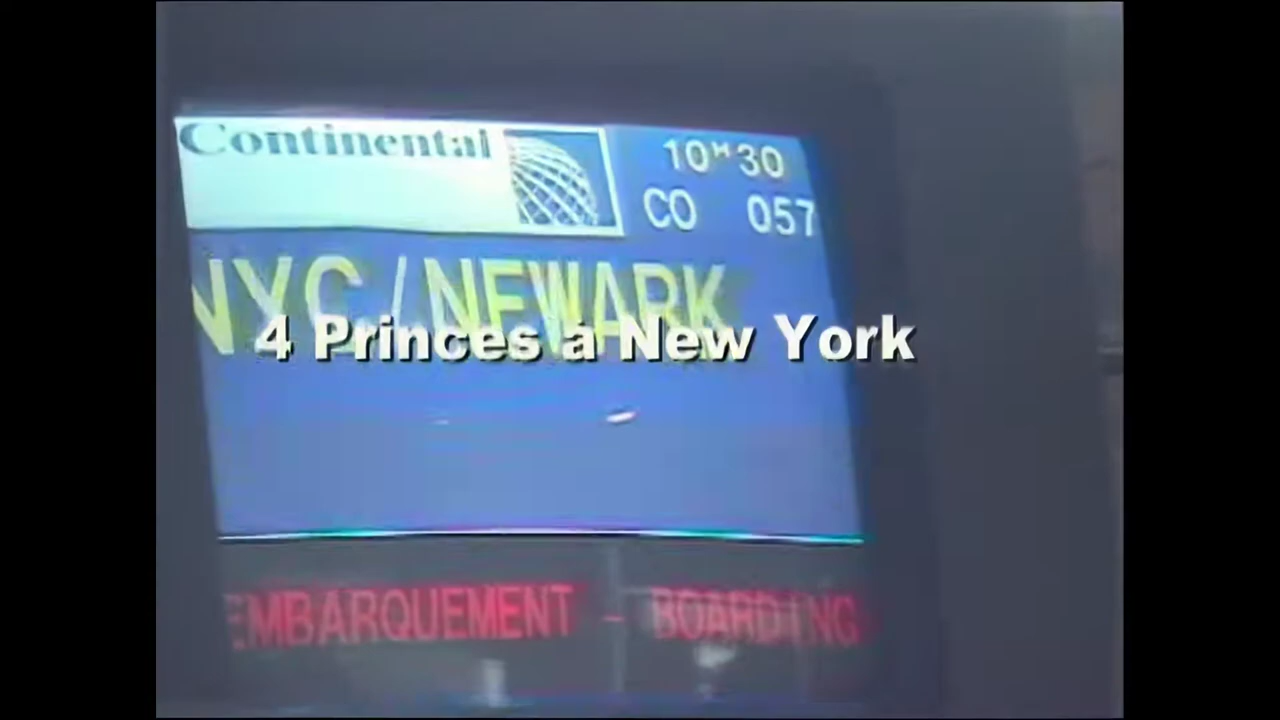 Continental
10H30
CO 057
NYC/NEWARK
4 Princes à New York
EMBARQUEMENT - BOARDING